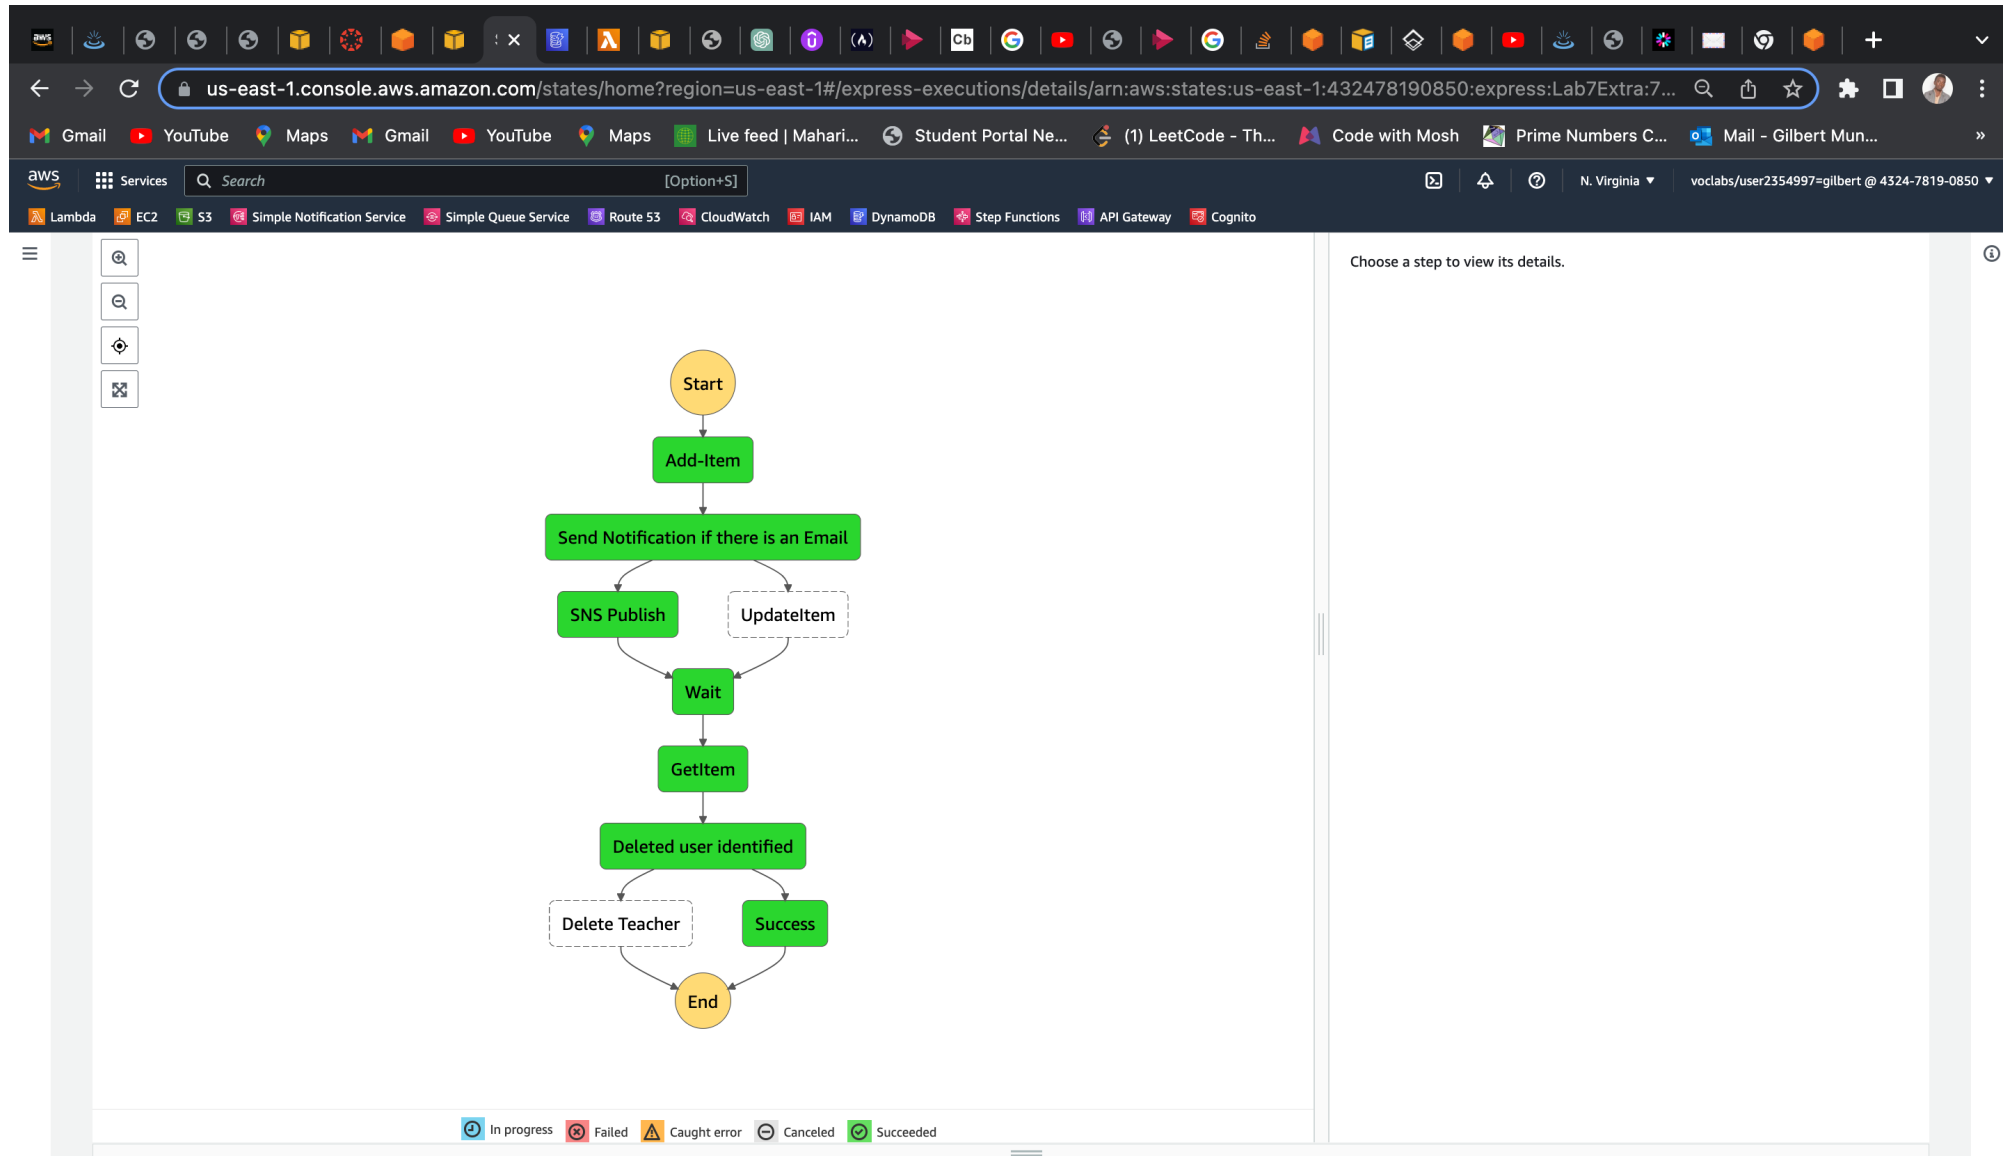 aws
Cb
us-east-1.console.aws.amazon.com/states/home?region=us-east-1#/express-executions/details/arn:aws:states:us-east-1:432478190850:express:Lab7Extra:7...
Gmail YouTube Maps Gmail YouTube Maps Live feed | Mahari... Student Portal Ne... (1) LeetCode - Th... Code with Mosh Prime Numbers C... Mail - Gilbert Mun... »
aws Services Search [Option+S] N. Virginia voclabs/user2354997=gilbert @ 4324-7819-0850
Lambda EC2 S3 Simple Notification Service Simple Queue Service Route 53 CloudWatch IAM DynamoDB Step Functions API Gateway Cognito
Choose a step to view its details.
Start
Add-Item
Send Notification if there is an Email
SNS Publish UpdateItem
Wait
GetItem
Deleted user identified
Delete Teacher Success
End
In progress Failed Caught error Canceled Succeeded